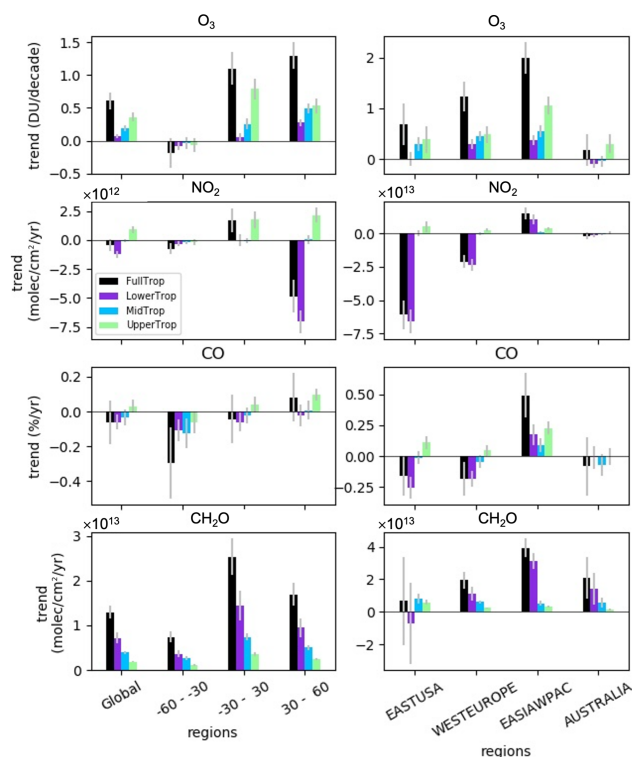 O₃
O₃
trend (DU/decade)
1.5
1.0
0.5
0.0
−0.5
2
1
0
×10¹²
NO₂
×10¹³
NO₂
trend
(molec/cm²/yr)
2.5
0.0
−2.5
−5.0
−7.5
FullTrop
LowerTrop
MidTrop
UpperTrop
0.0
−2.5
−5.0
−7.5
CO
CO
trend (%/yr)
0.2
0.0
−0.2
−0.4
0.50
0.25
0.00
−0.25
×10¹³
CH₂O
×10¹³
CH₂O
trend
(molec/cm²/yr)
3
2
1
0
4
2
0
−2
Global
-60 - -30
-30 - 30
30 - 60
regions
EASTUSA
WESTEUROPE
EASIAWPAC
AUSTRALIA
regions